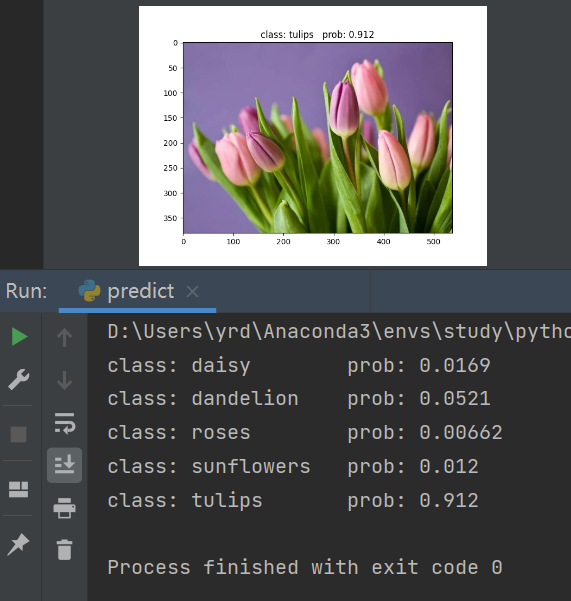 class: tulips   prob: 0.912
0
50
100
150
200
250
300
350
0 100 200 300 400 500
Run: predict
D:\Users\yrd\Anaconda3\envs\study\pytho
class: daisy        prob: 0.0169
class: dandelion    prob: 0.0521
class: roses        prob: 0.00662
class: sunflowers   prob: 0.012
class: tulips       prob: 0.912
Process finished with exit code 0